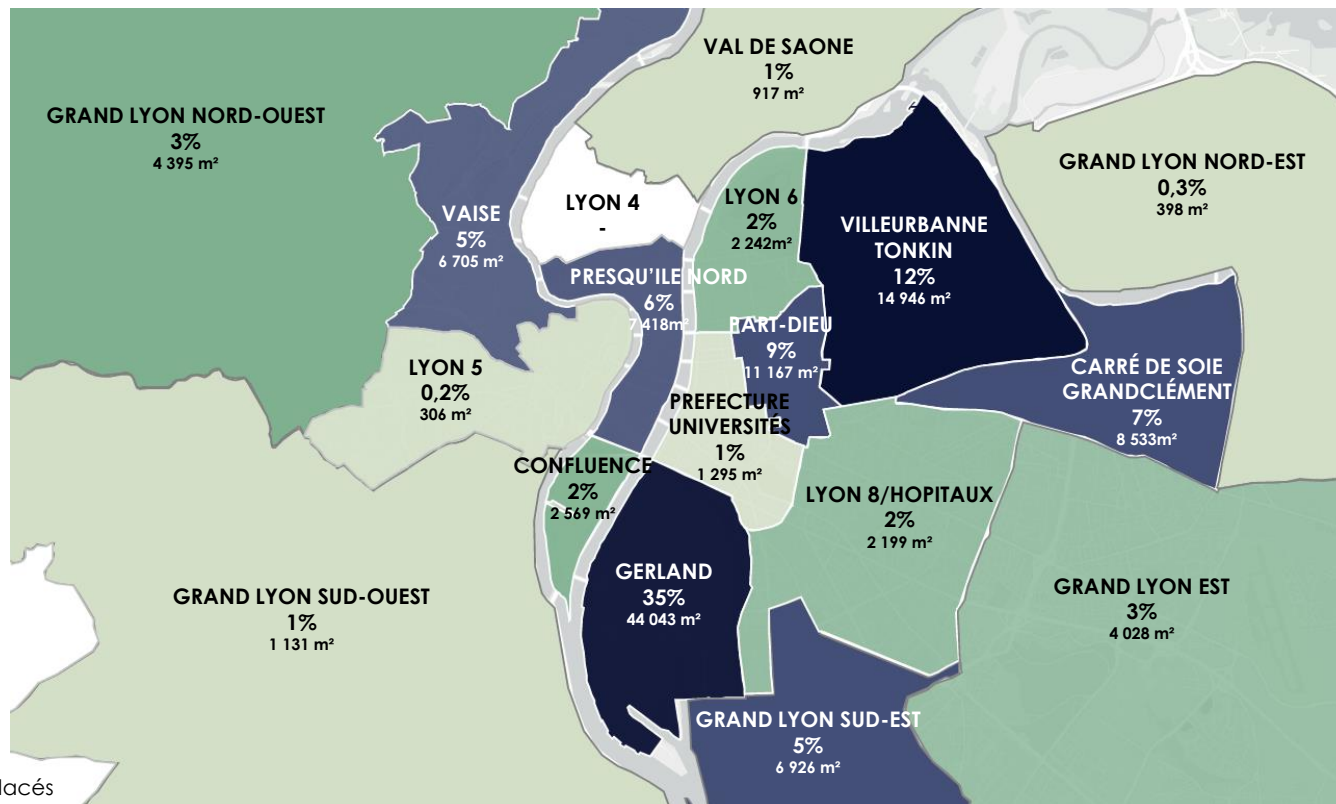 VAL DE SAONE
1%
917 m²
GRAND LYON NORD-OUEST
3%
4 395 m²
GRAND LYON NORD-EST
0,3%
398 m²
LYON 4
-
LYON 6
2%
2 242m²
VAISE
5%
6 705 m²
VILLEURBANNE
TONKIN
12%
14 946 m²
PRESQU'ILE NORD
6%
7 418m²
PART-DIEU
9%
11 167 m²
LYON 5
0,2%
306 m²
CARRÉ DE SOIE
GRANDCLÉMENT
7%
8 533m²
PREFECTURE
UNIVERSITÉS
1%
1 295 m²
CONFLUENCE
2%
2 569 m²
LYON 8/HOPITAUX
2%
2 199 m²
GERLAND
35%
44 043 m²
GRAND LYON EST
3%
4 028 m²
GRAND LYON SUD-OUEST
1%
1 131 m²
GRAND LYON SUD-EST
5%
6 926 m²
lacés